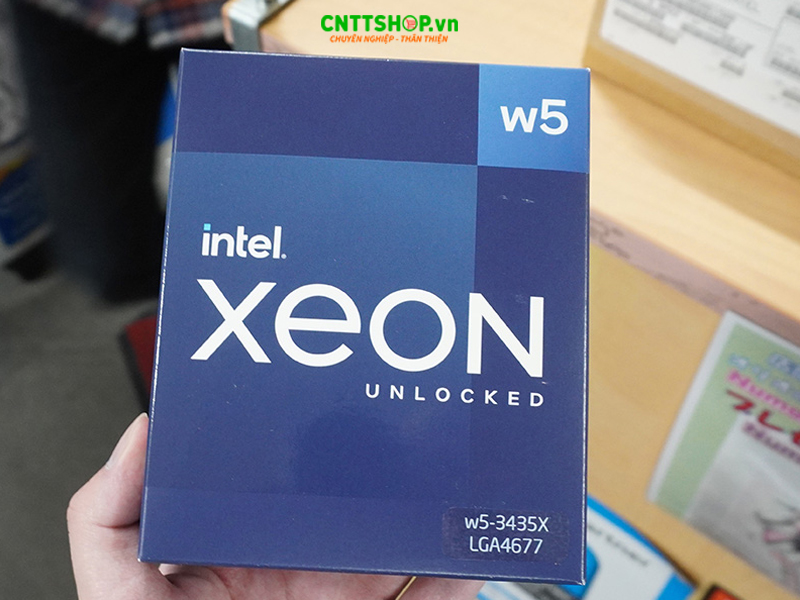 CNTTSHOP.vn
CHUYÊN NGHIỆP - THÂN THIỆN
w5
intel.
xeon
UNLOCKED
w5-3435X
LGA4677